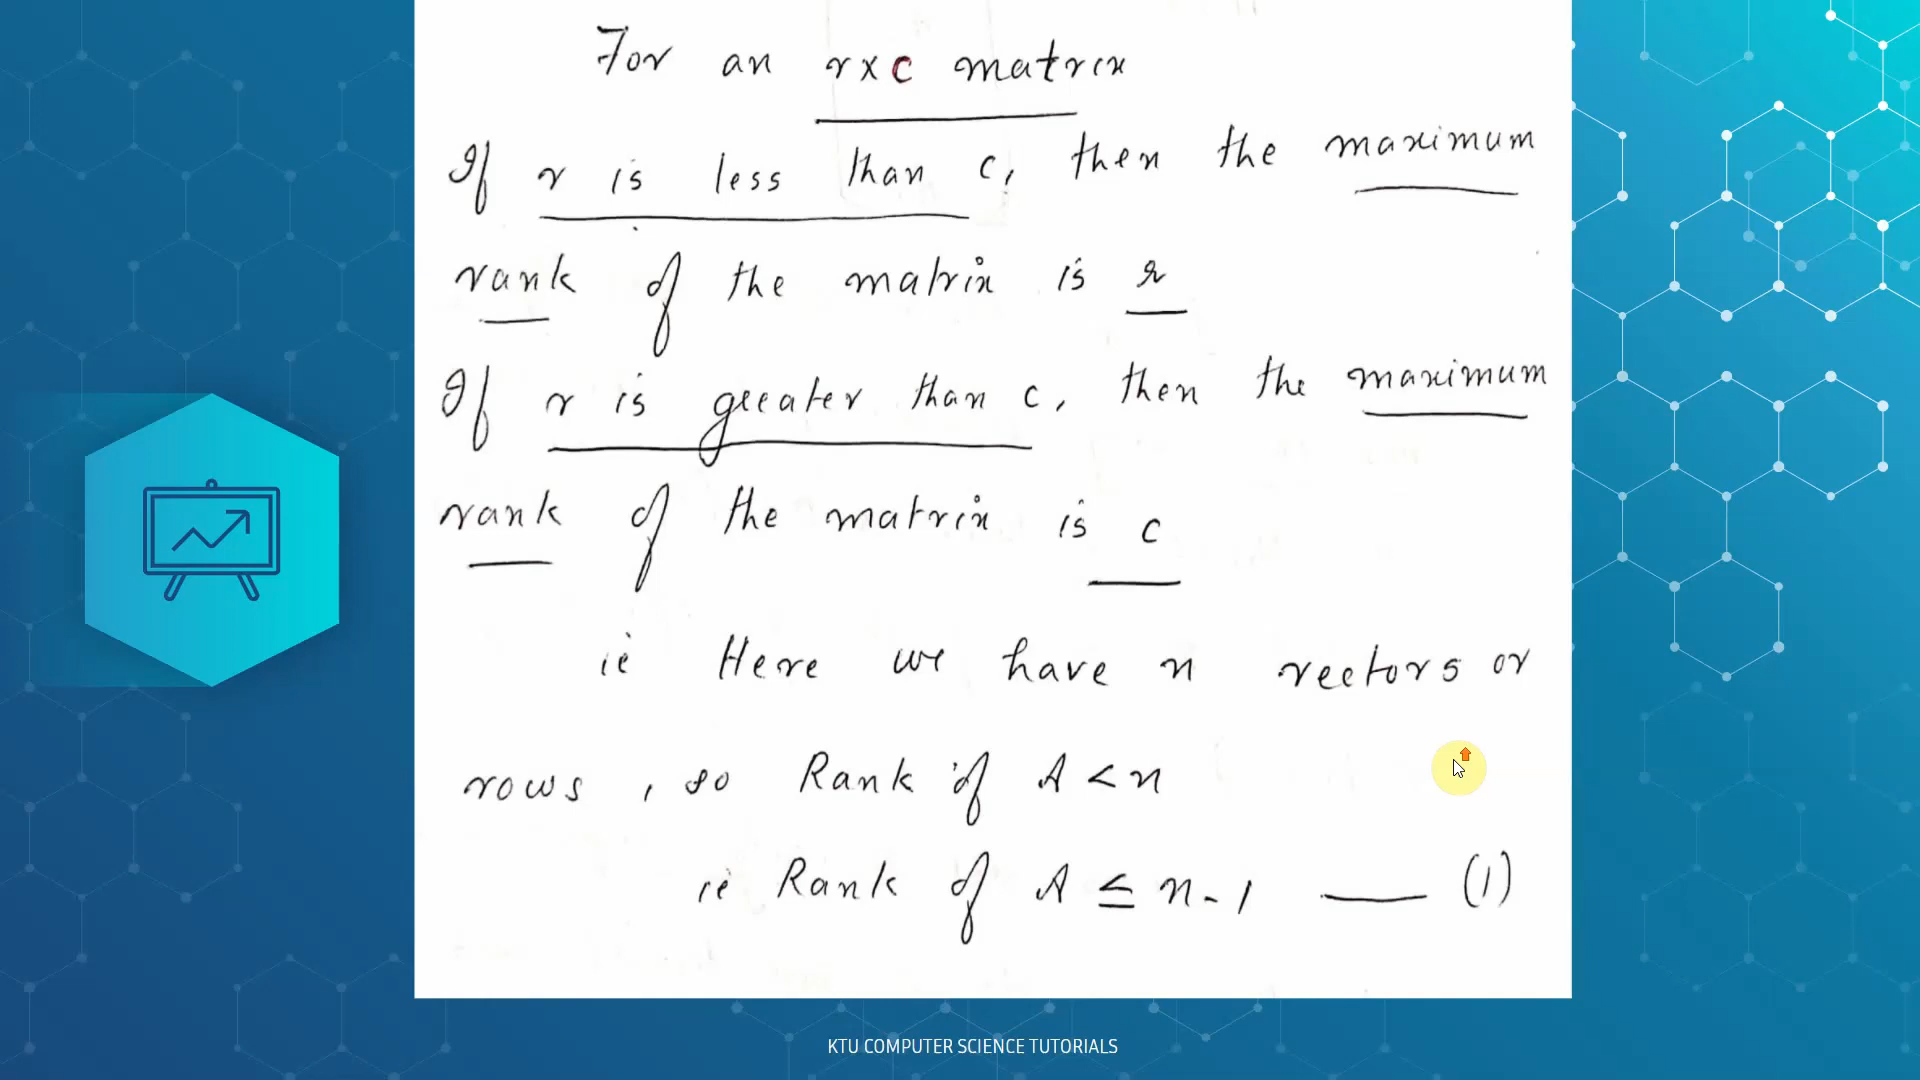 For an r x c matrix
If r is less than c, then the maximum
rank of the matrix is r
If r is greater than c, then the maximum
rank of the matrix is c
ie Here we have n vectors or
rows, so Rank of A < n
ie Rank of A ≤ n-1 —— (1)
KTU COMPUTER SCIENCE TUTORIALS